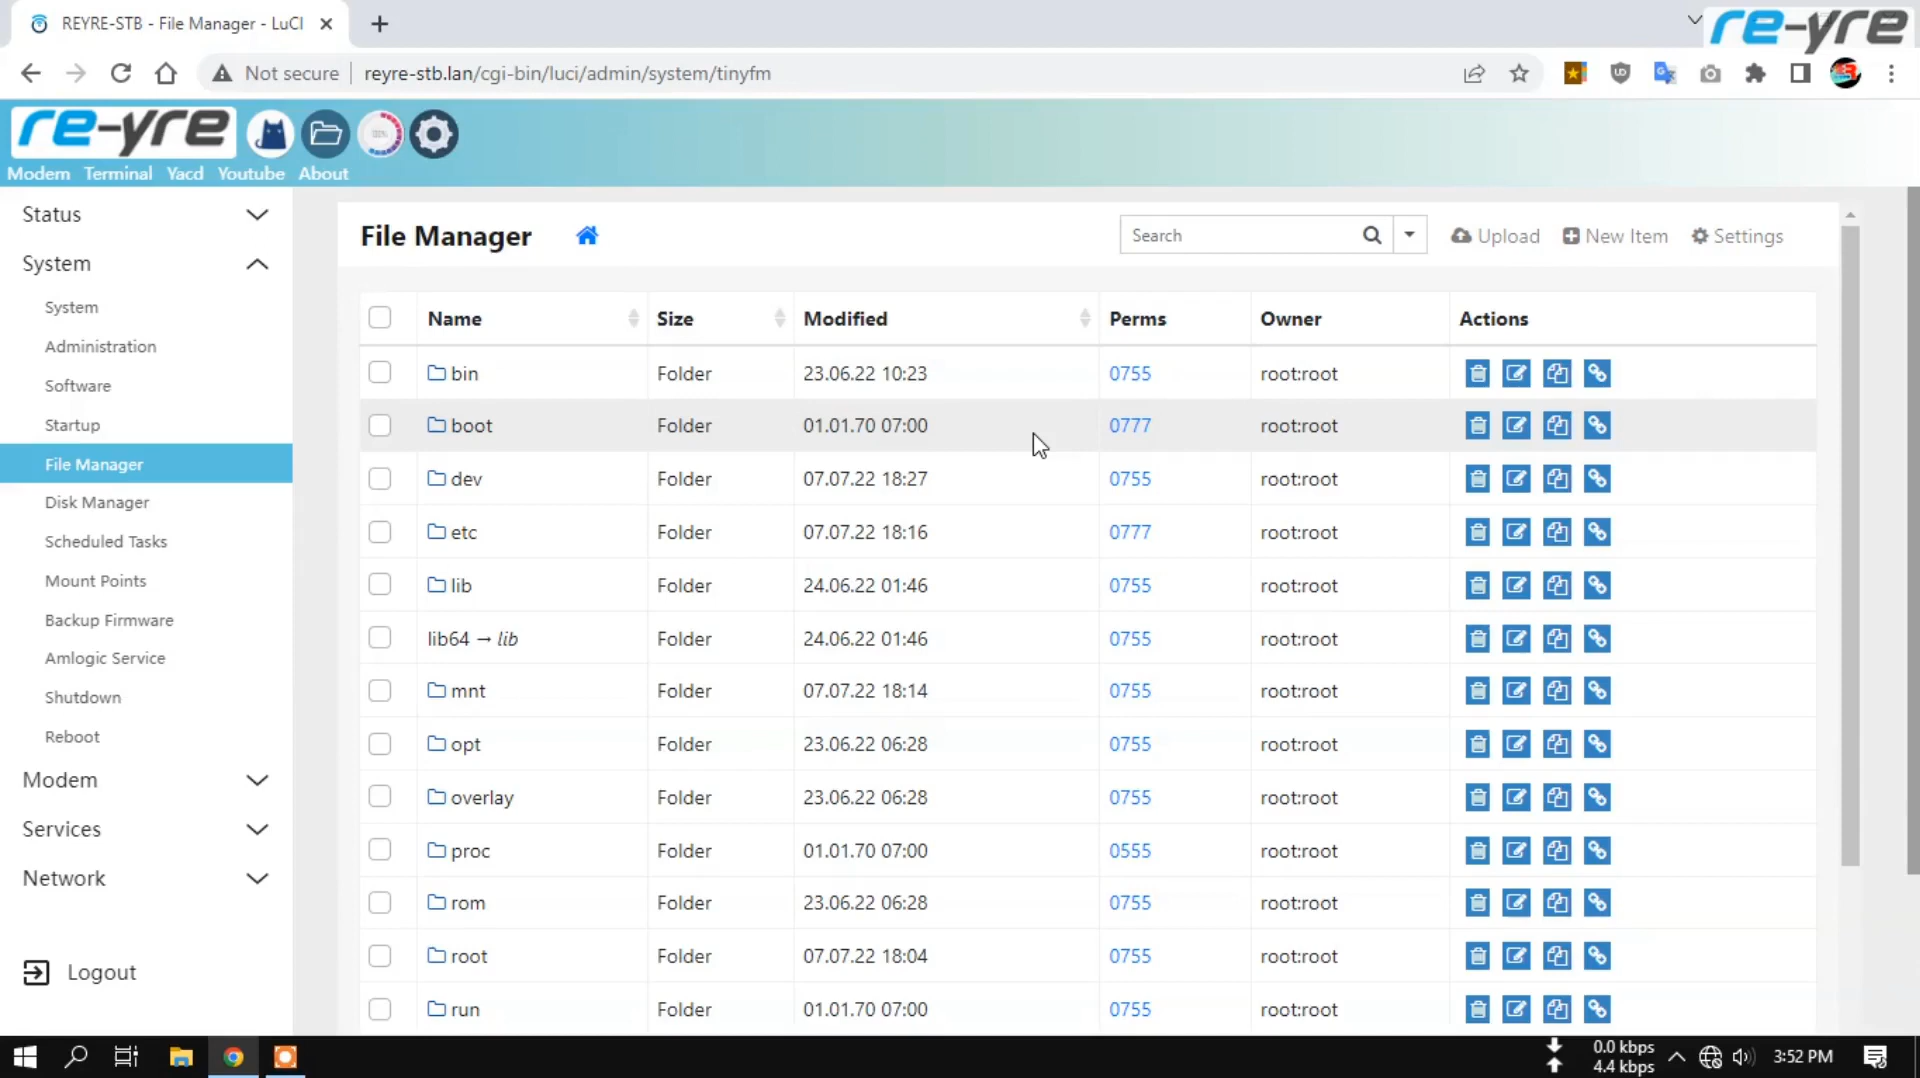 REYRE-STB - File Manager - LuCI
re-yre
Not secure
reyre-stb.lan/cgi-bin/luci/admin/system/tinyfm
re-yre
Modem Terminal Yacd Youtube About
Status
System
System
Administration
Software
Startup
File Manager
Disk Manager
Scheduled Tasks
Mount Points
Backup Firmware
Amlogic Service
Shutdown
Reboot
Modem
Services
Network
Logout
File Manager
Search
Upload
New Item
Settings
Name Size Modified Perms Owner Actions
bin Folder 23.06.22 10:23 0755 root:root
boot Folder 01.01.70 07:00 0777 root:root
dev Folder 07.07.22 18:27 0755 root:root
etc Folder 07.07.22 18:16 0777 root:root
lib Folder 24.06.22 01:46 0755 root:root
lib64 → lib Folder 24.06.22 01:46 0755 root:root
mnt Folder 07.07.22 18:14 0755 root:root
opt Folder 23.06.22 06:28 0755 root:root
overlay Folder 23.06.22 06:28 0755 root:root
proc Folder 01.01.70 07:00 0555 root:root
rom Folder 23.06.22 06:28 0755 root:root
root Folder 07.07.22 18:04 0755 root:root
run Folder 01.01.70 07:00 0755 root:root
0.0 kbps
4.4 kbps
3:52 PM